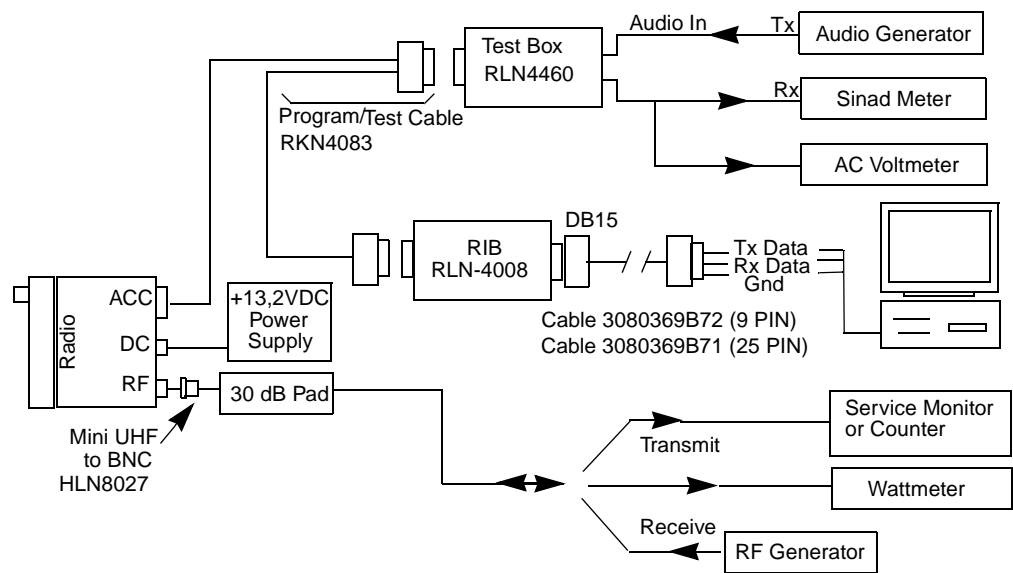 Test Box
RLN4460
Audio In
Tx
Audio Generator
Rx
Sinad Meter
AC Voltmeter
Program/Test Cable
RKN4083
DB15
RIB
RLN-4008
Tx Data
Rx Data
Gnd
Cable 3080369B72 (9 PIN)
Cable 3080369B71 (25 PIN)
Radio
ACC
DC
RF
+13,2VDC
Power
Supply
30 dB Pad
Mini UHF
to BNC
HLN8027
Transmit
Service Monitor
or Counter
Wattmeter
Receive
RF Generator